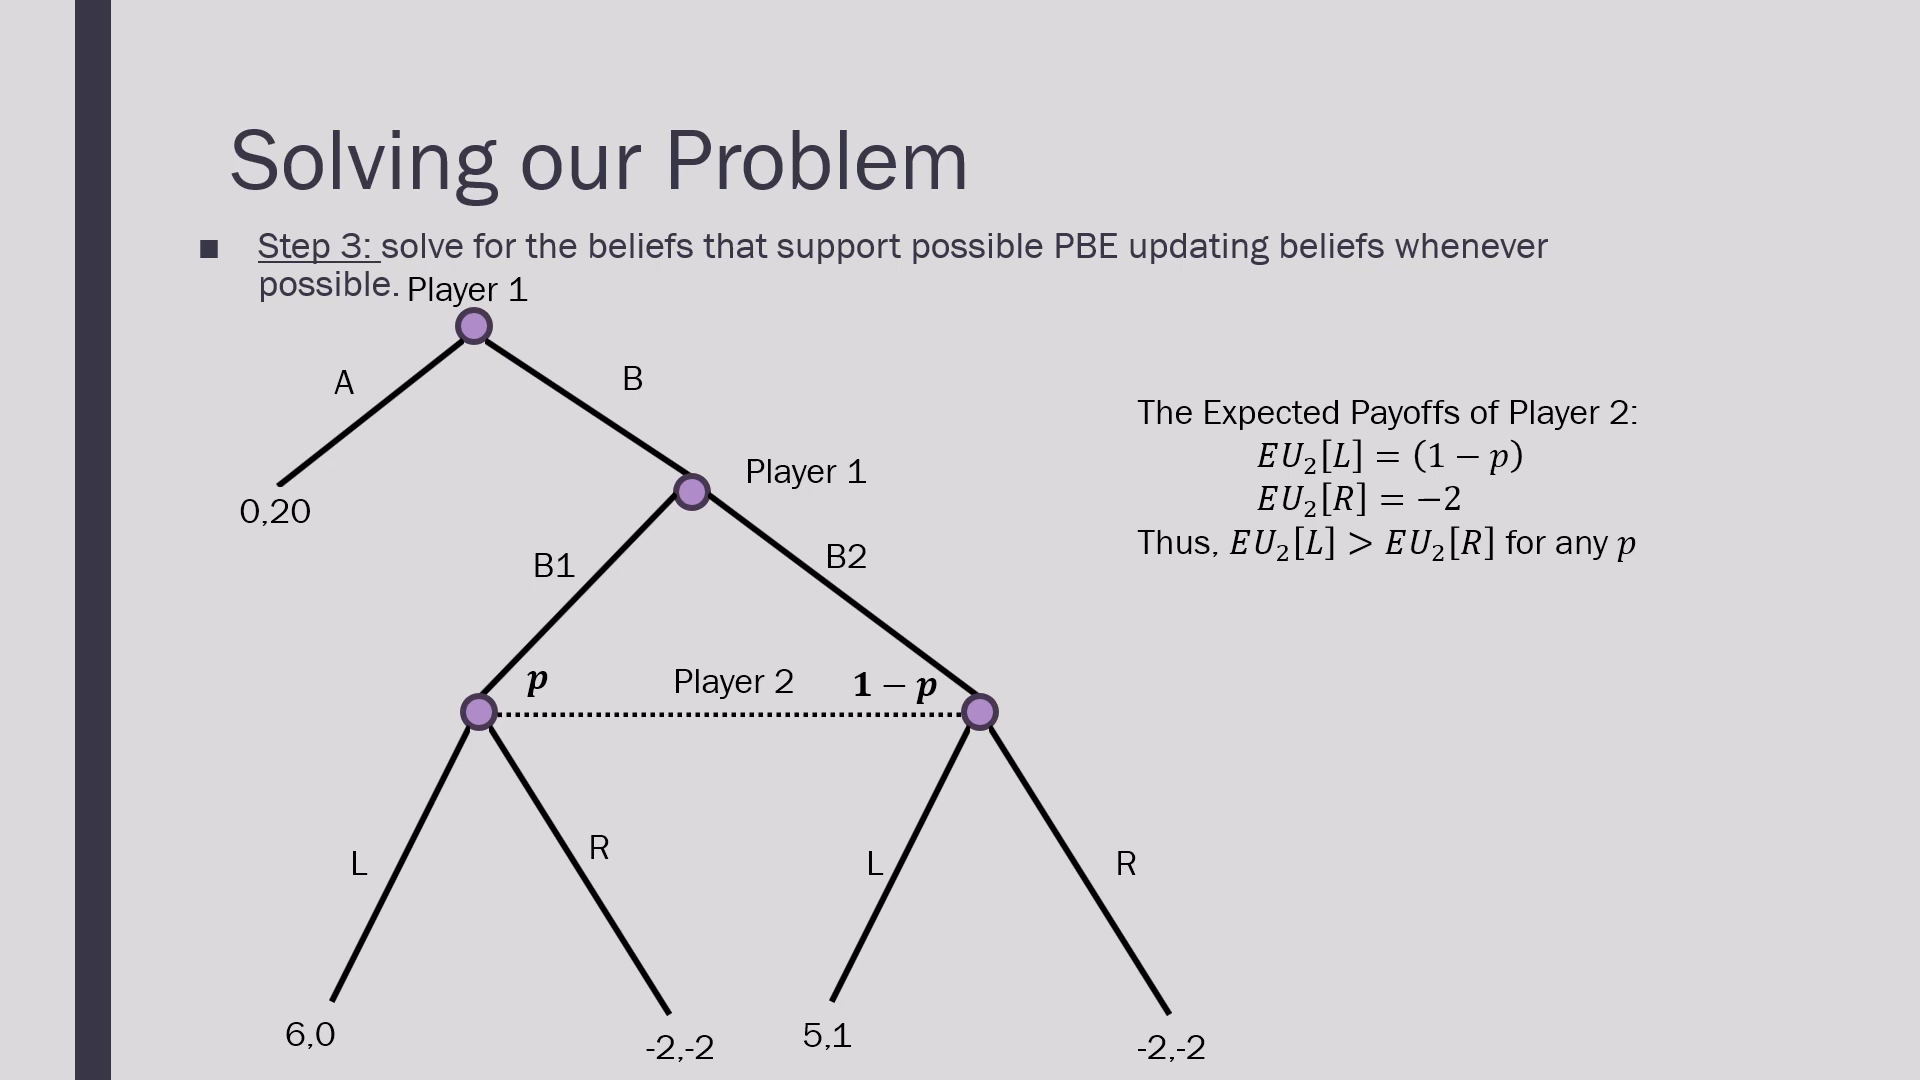 Solving our Problem
■ Step 3: solve for the beliefs that support possible PBE updating beliefs whenever
possible.
Player 1
A
B
The Expected Payoffs of Player 2:
𝐸𝑈₂[𝐿] = (1 − 𝑝)
Player 1
𝐸𝑈₂[𝑅] = −2
0,20
Thus, 𝐸𝑈₂[𝐿] > 𝐸𝑈₂[𝑅] for any 𝑝
B1
B2
𝒑
Player 2
𝟏 − 𝒑
L
R
L
R
6,0
-2,-2
5,1
-2,-2